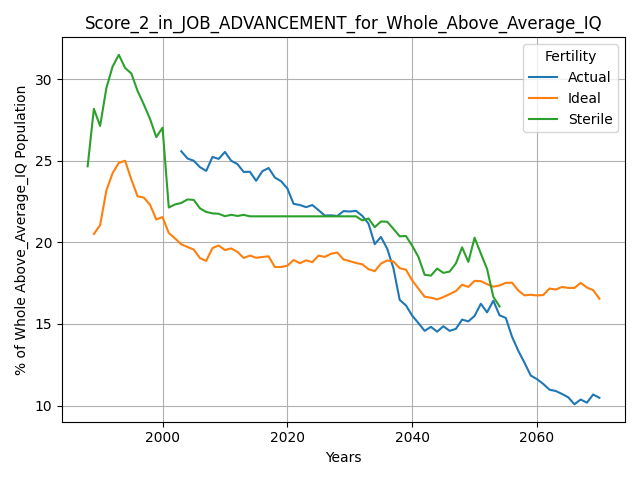 Score_2_in_JOB_ADVANCEMENT_for_Whole_Above_Average_IQ
% of Whole Above_Average_IQ Population
30
25
20
15
10
Fertility
Actual
Ideal
Sterile
2000
2020
2040
2060
Years